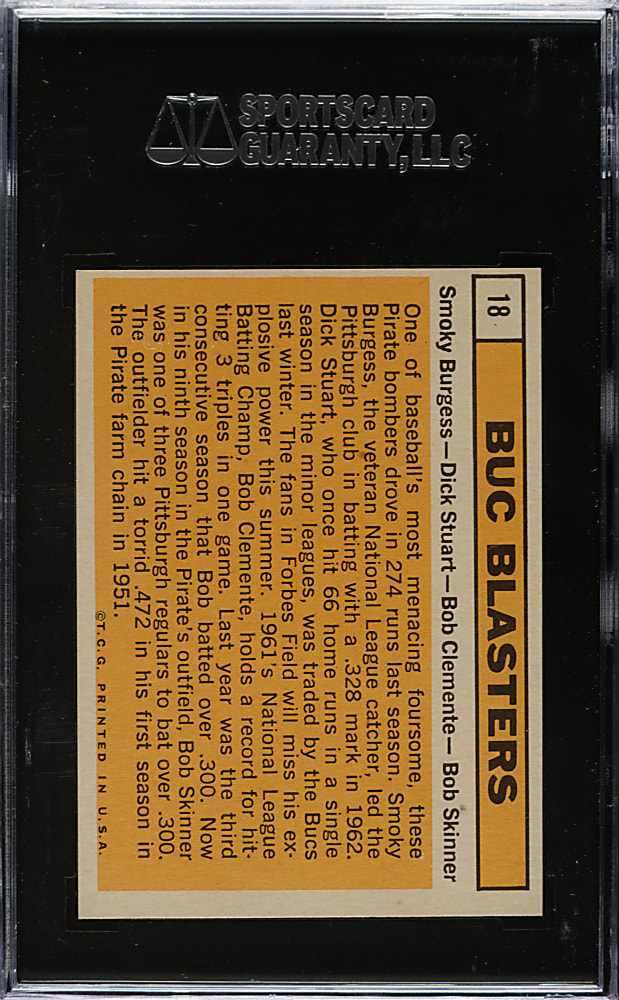 SPORTSCARD
GUARANTY, LLC
18
BUC BLASTERS
Smoky Burgess—Dick Stuart—Bob Clemente—Bob Skinner
One of baseball's most menacing foursome, these
Pirate bombers drove in 274 runs last season. Smoky
Burgess, the veteran National League catcher, led the
Pittsburgh club in batting with a .328 mark in 1962.
Dick Stuart, who once hit 66 home runs in a single
season in the minor leagues, was traded by the Bucs
last winter. The fans in Forbes Field will miss his ex-
plosive power this summer. 1961's National League
Batting Champ, Bob Clemente, holds a record for hit-
ting 3 triples in one game. Last year was the third
consecutive season that Bob batted over .300. Now
in his ninth season in the Pirate's outfield, Bob Skinner
was one of three Pittsburgh regulars to bat over .300.
The outfielder hit a torrid .472 in his first season in
the Pirate farm chain in 1951.
©T.C.G. PRINTED IN U.S.A.